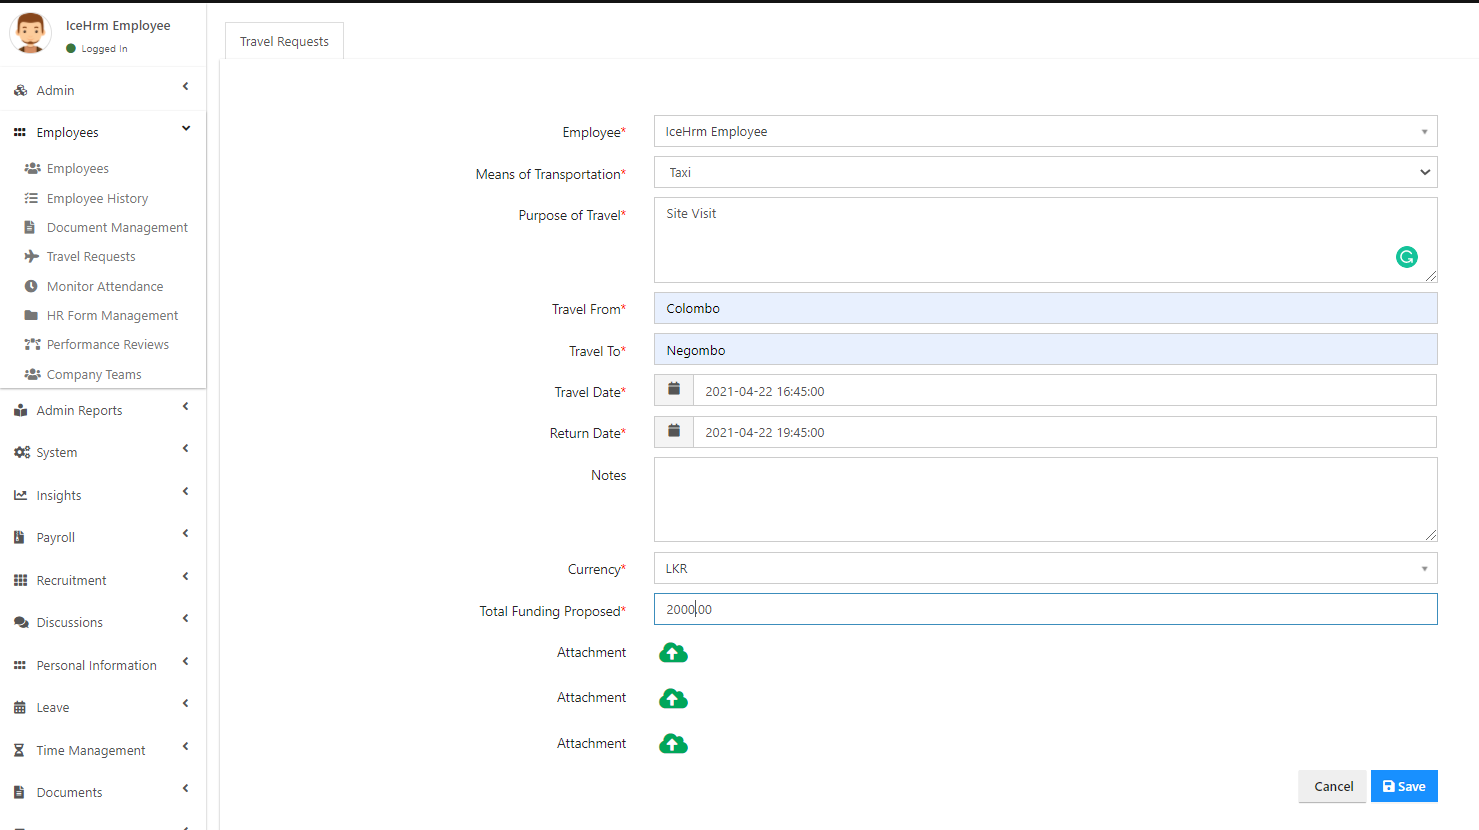 IceHrm Employee
Logged In
Admin
Employees
Employees
Employee History
Document Management
Travel Requests
Monitor Attendance
HR Form Management
Performance Reviews
Company Teams
Admin Reports
System
Insights
Payroll
Recruitment
Discussions
Personal Information
Leave
Time Management
Documents
Travel Requests
Employee* IceHrm Employee
Means of Transportation* Taxi
Purpose of Travel* Site Visit
Travel From* Colombo
Travel To* Negombo
Travel Date* 2021-04-22 16:45:00
Return Date* 2021-04-22 19:45:00
Notes
Currency* LKR
Total Funding Proposed* 2000.00
Attachment
Attachment
Attachment
Cancel Save